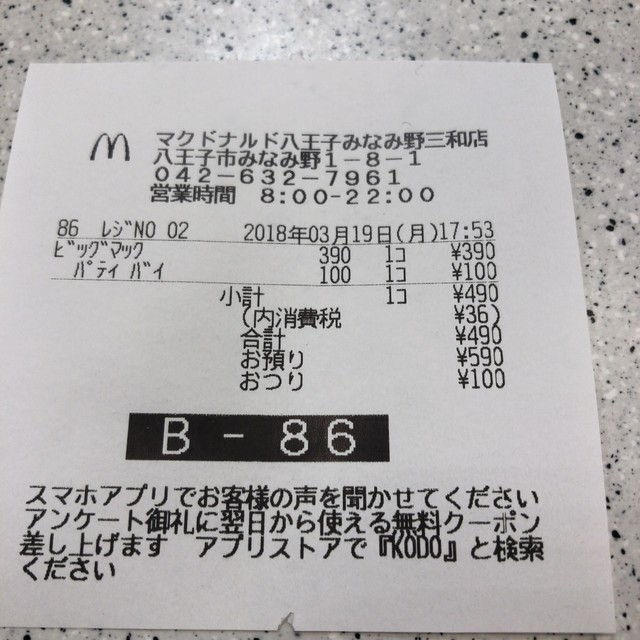 マクドナルド八王子みなみ野三和店
八王子市みなみ野1-8-1
042-632-7961
営業時間 8:00-22:00
86 レジNO 02 2018年03月19日(月)17:53
ビッグマック 390 1コ ¥390
パティ バイ 100 1コ ¥100
小計 1コ ¥490
(内消費税 ¥36)
合計 ¥490
お預り ¥590
おつり ¥100
B - 86
スマホアプリでお客様の声を聞かせてください
アンケート御礼に翌日から使える無料クーポン
差し上げます アプリストアで『KODO』と検索
ください